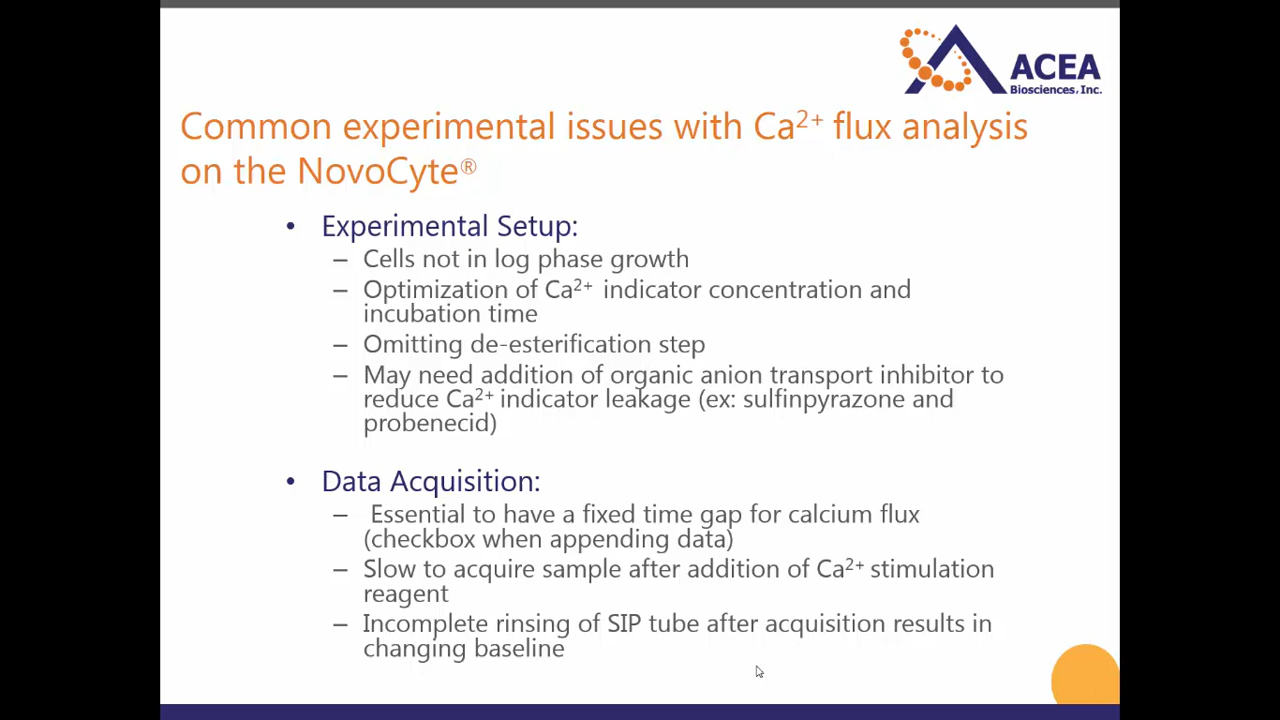 ACEA
Biosciences, Inc.
Common experimental issues with Ca²⁺ flux analysis
on the NovoCyte®
• Experimental Setup:
– Cells not in log phase growth
– Optimization of Ca²⁺ indicator concentration and
incubation time
– Omitting de-esterification step
– May need addition of organic anion transport inhibitor to
reduce Ca²⁺ indicator leakage (ex: sulfinpyrazone and
probenecid)
• Data Acquisition:
– Essential to have a fixed time gap for calcium flux
(checkbox when appending data)
– Slow to acquire sample after addition of Ca²⁺ stimulation
reagent
– Incomplete rinsing of SIP tube after acquisition results in
changing baseline